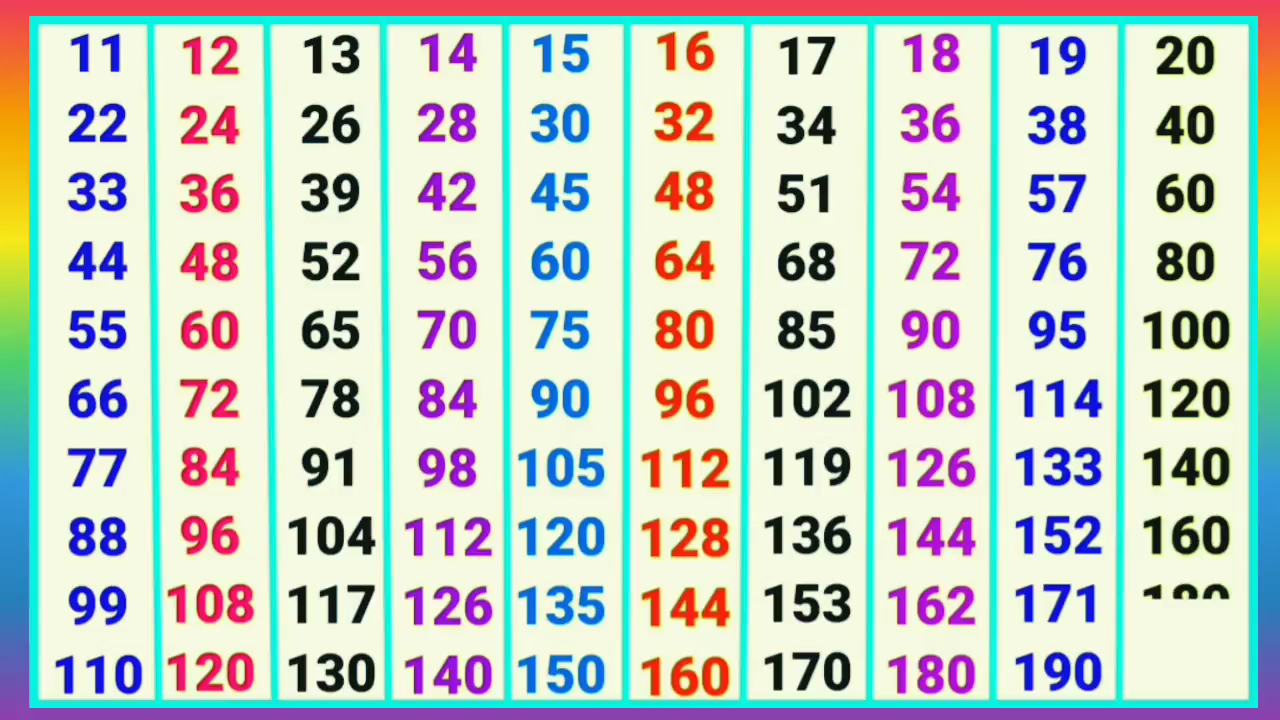 11 12 13 14 15 16 17 18 19 20
22 24 26 28 30 32 34 36 38 40
33 36 39 42 45 48 51 54 57 60
44 48 52 56 60 64 68 72 76 80
55 60 65 70 75 80 85 90 95 100
66 72 78 84 90 96 102 108 114 120
77 84 91 98 105 112 119 126 133 140
88 96 104 112 120 128 136 144 152 160
99 108 117 126 135 144 153 162 171
110 120 130 140 150 160 170 180 190